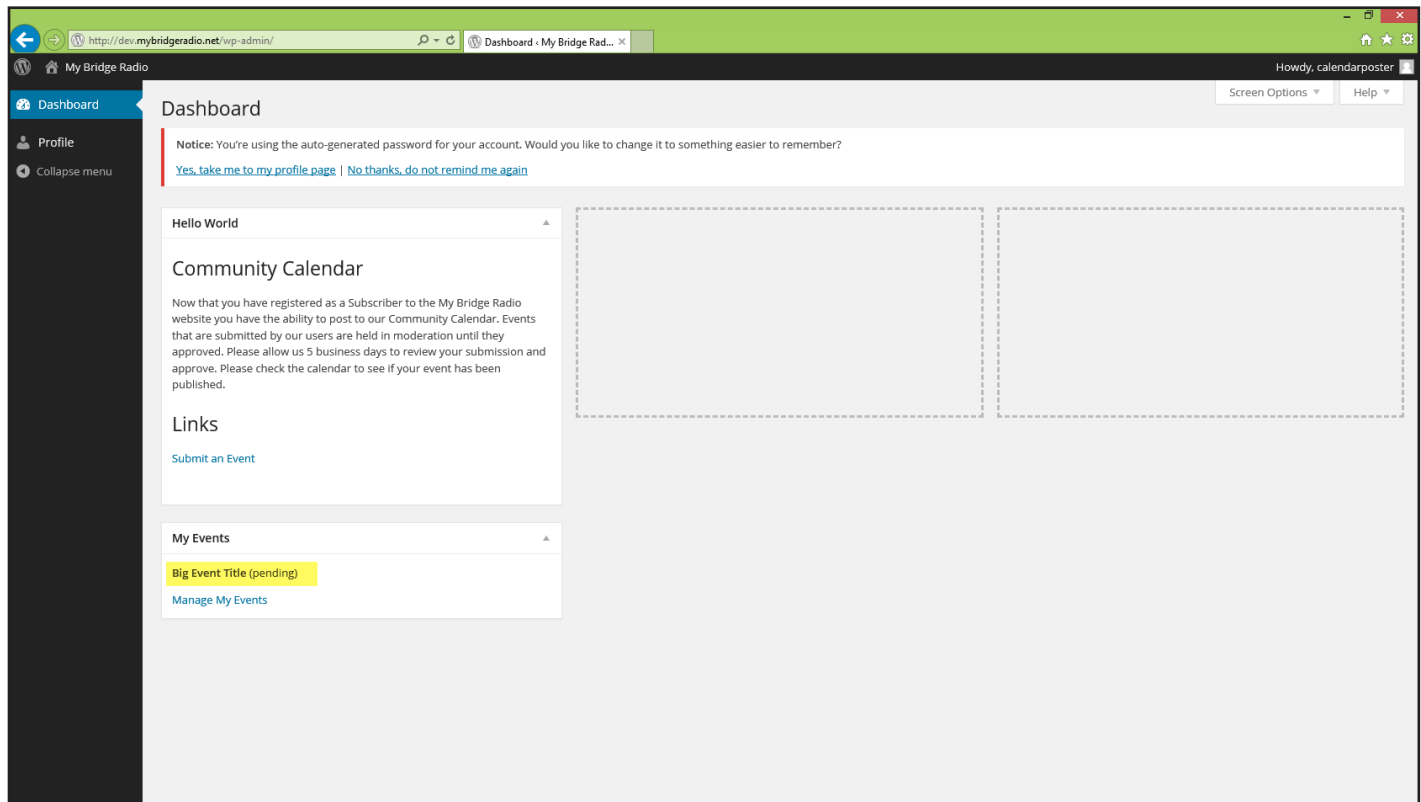 http://dev.mybridgeradio.net/wp-admin/
Dashboard ‹ My Bridge Rad...
My Bridge Radio
Howdy, calendarposter
Dashboard
Profile
Collapse menu
Screen Options
Help
Dashboard
Notice: You're using the auto-generated password for your account. Would you like to change it to something easier to remember?
Yes, take me to my profile page | No thanks, do not remind me again
Hello World
Community Calendar
Now that you have registered as a Subscriber to the My Bridge Radio
website you have the ability to post to our Community Calendar. Events
that are submitted by our users are held in moderation until they
approved. Please allow us 5 business days to review your submission and
approve. Please check the calendar to see if your event has been
published.
Links
Submit an Event
My Events
Big Event Title (pending)
Manage My Events